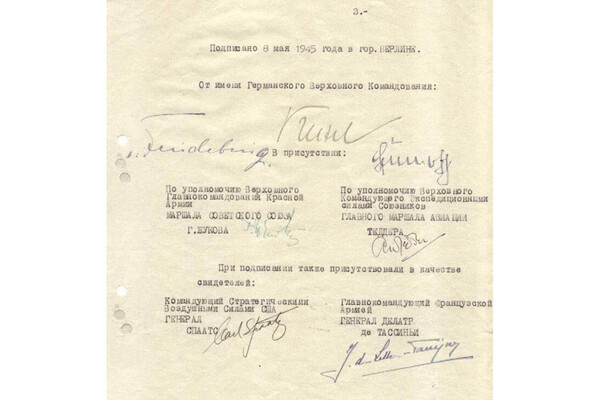 3.-
Подписано 8 мая 1945 года в гор. БЕРЛИНЕ.
От имени Германского Верховного Командования:
В присутствии:
По уполномочию Верховного
Главнокомандования Красной
Армии
МАРШАЛА СОВЕТСКОГО СОЮЗА
Г.ЖУКОВА
По уполномочию Верховного
Командующего Экспедиционными
силами Союзников
ГЛАВНОГО МАРШАЛА АВИАЦИИ
ТЕДДЕРА
При подписании также присутствовали в качестве
свидетелей:
Командующий Стратегическими
Воздушными Силами США
ГЕНЕРАЛ
СПААТС
Carl Spaatz
Главнокомандующий Французской
Армией
ГЕНЕРАЛ ДЕЛАТР
де ТАССИНЬИ